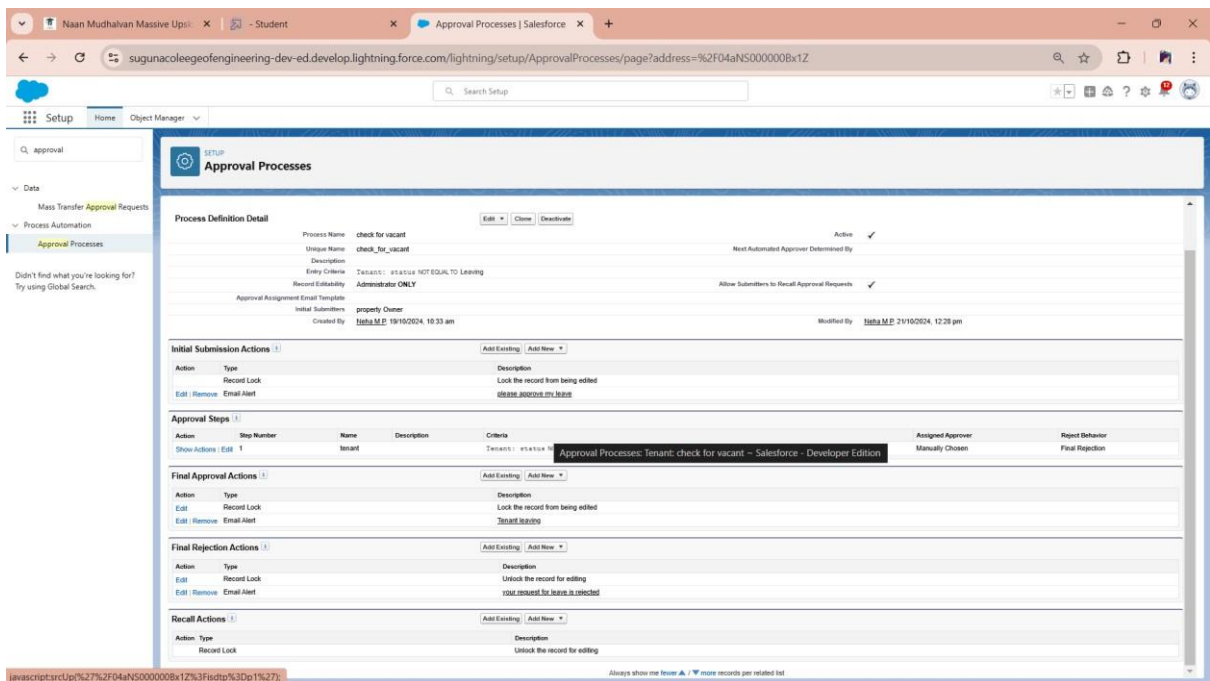 Naan Mudhalvan Massive Upsk
- Student
Approval Processes | Salesforce
sugunacoleegeofengineering-dev-ed.develop.lightning.force.com/lightning/setup/ApprovalProcesses/page?address=%2F04aNS000000Bx1Z
Search Setup
Setup Home Object Manager
approval
Data
Mass Transfer Approval Requests
Process Automation
Approval Processes
Didn't find what you're looking for?
Try using Global Search.
SETUP
Approval Processes
Process Definition Detail Edit Clone Deactivate
Process Name check for vacant Active ✓
Unique Name check_for_vacant Next Automated Approver Determined By
Description
Entry Criteria Tenant: status NOT EQUAL TO Leaving
Record Editability Administrator ONLY Allow Submitters to Recall Approval Requests ✓
Approval Assignment Email Template
Initial Submitters property Owner
Created By Neha M P, 19/10/2024, 10:33 am Modified By Neha M P, 21/10/2024, 12:28 pm
Initial Submission Actions Add Existing Add New
Action Type Description
Record Lock Lock the record from being edited
Edit | Remove Email Alert please approve my leave
Approval Steps
Action Step Number Name Description Criteria Assigned Approver Reject Behavior
Show Actions | Edit 1 tenant Tenant: status Manually Chosen Final Rejection
Approval Processes: Tenant: check for vacant ~ Salesforce - Developer Edition
Final Approval Actions Add Existing Add New
Action Type Description
Edit Record Lock Lock the record from being edited
Edit | Remove Email Alert Tenant leaving
Final Rejection Actions Add Existing Add New
Action Type Description
Edit Record Lock Unlock the record for editing
Edit | Remove Email Alert your request for leave is rejected
Recall Actions Add Existing Add New
Action Type Description
Record Lock Unlock the record for editing
Always show me fewer ▲ / ▼ more records per related list
javascript:srcUp(%27%2F04aNS000000Bx1Z%3Fisdtp%3Dp1%27);